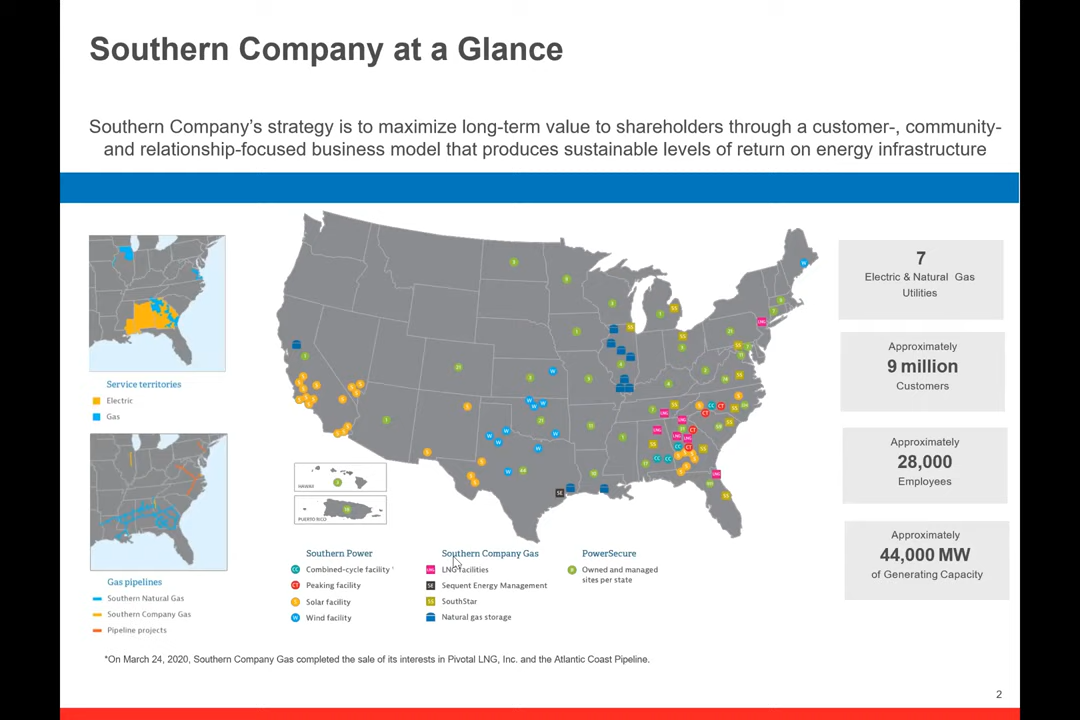 Southern Company at a Glance
Southern Company's strategy is to maximize long-term value to shareholders through a customer-, community-
and relationship-focused business model that produces sustainable levels of return on energy infrastructure
Service territories
Electric
Gas
Gas pipelines
Southern Natural Gas
Southern Company Gas
Pipeline projects
HAWAII
PUERTO RICO
Southern Power
Combined-cycle facility ¹
Peaking facility
Solar facility
Wind facility
Southern Company Gas
LNG facilities
Sequent Energy Management
SouthStar
Natural gas storage
PowerSecure
Owned and managed
sites per state
7
Electric & Natural Gas
Utilities
Approximately
9 million
Customers
Approximately
28,000
Employees
Approximately
44,000 MW
of Generating Capacity
*On March 24, 2020, Southern Company Gas completed the sale of its interests in Pivotal LNG, Inc. and the Atlantic Coast Pipeline.
2